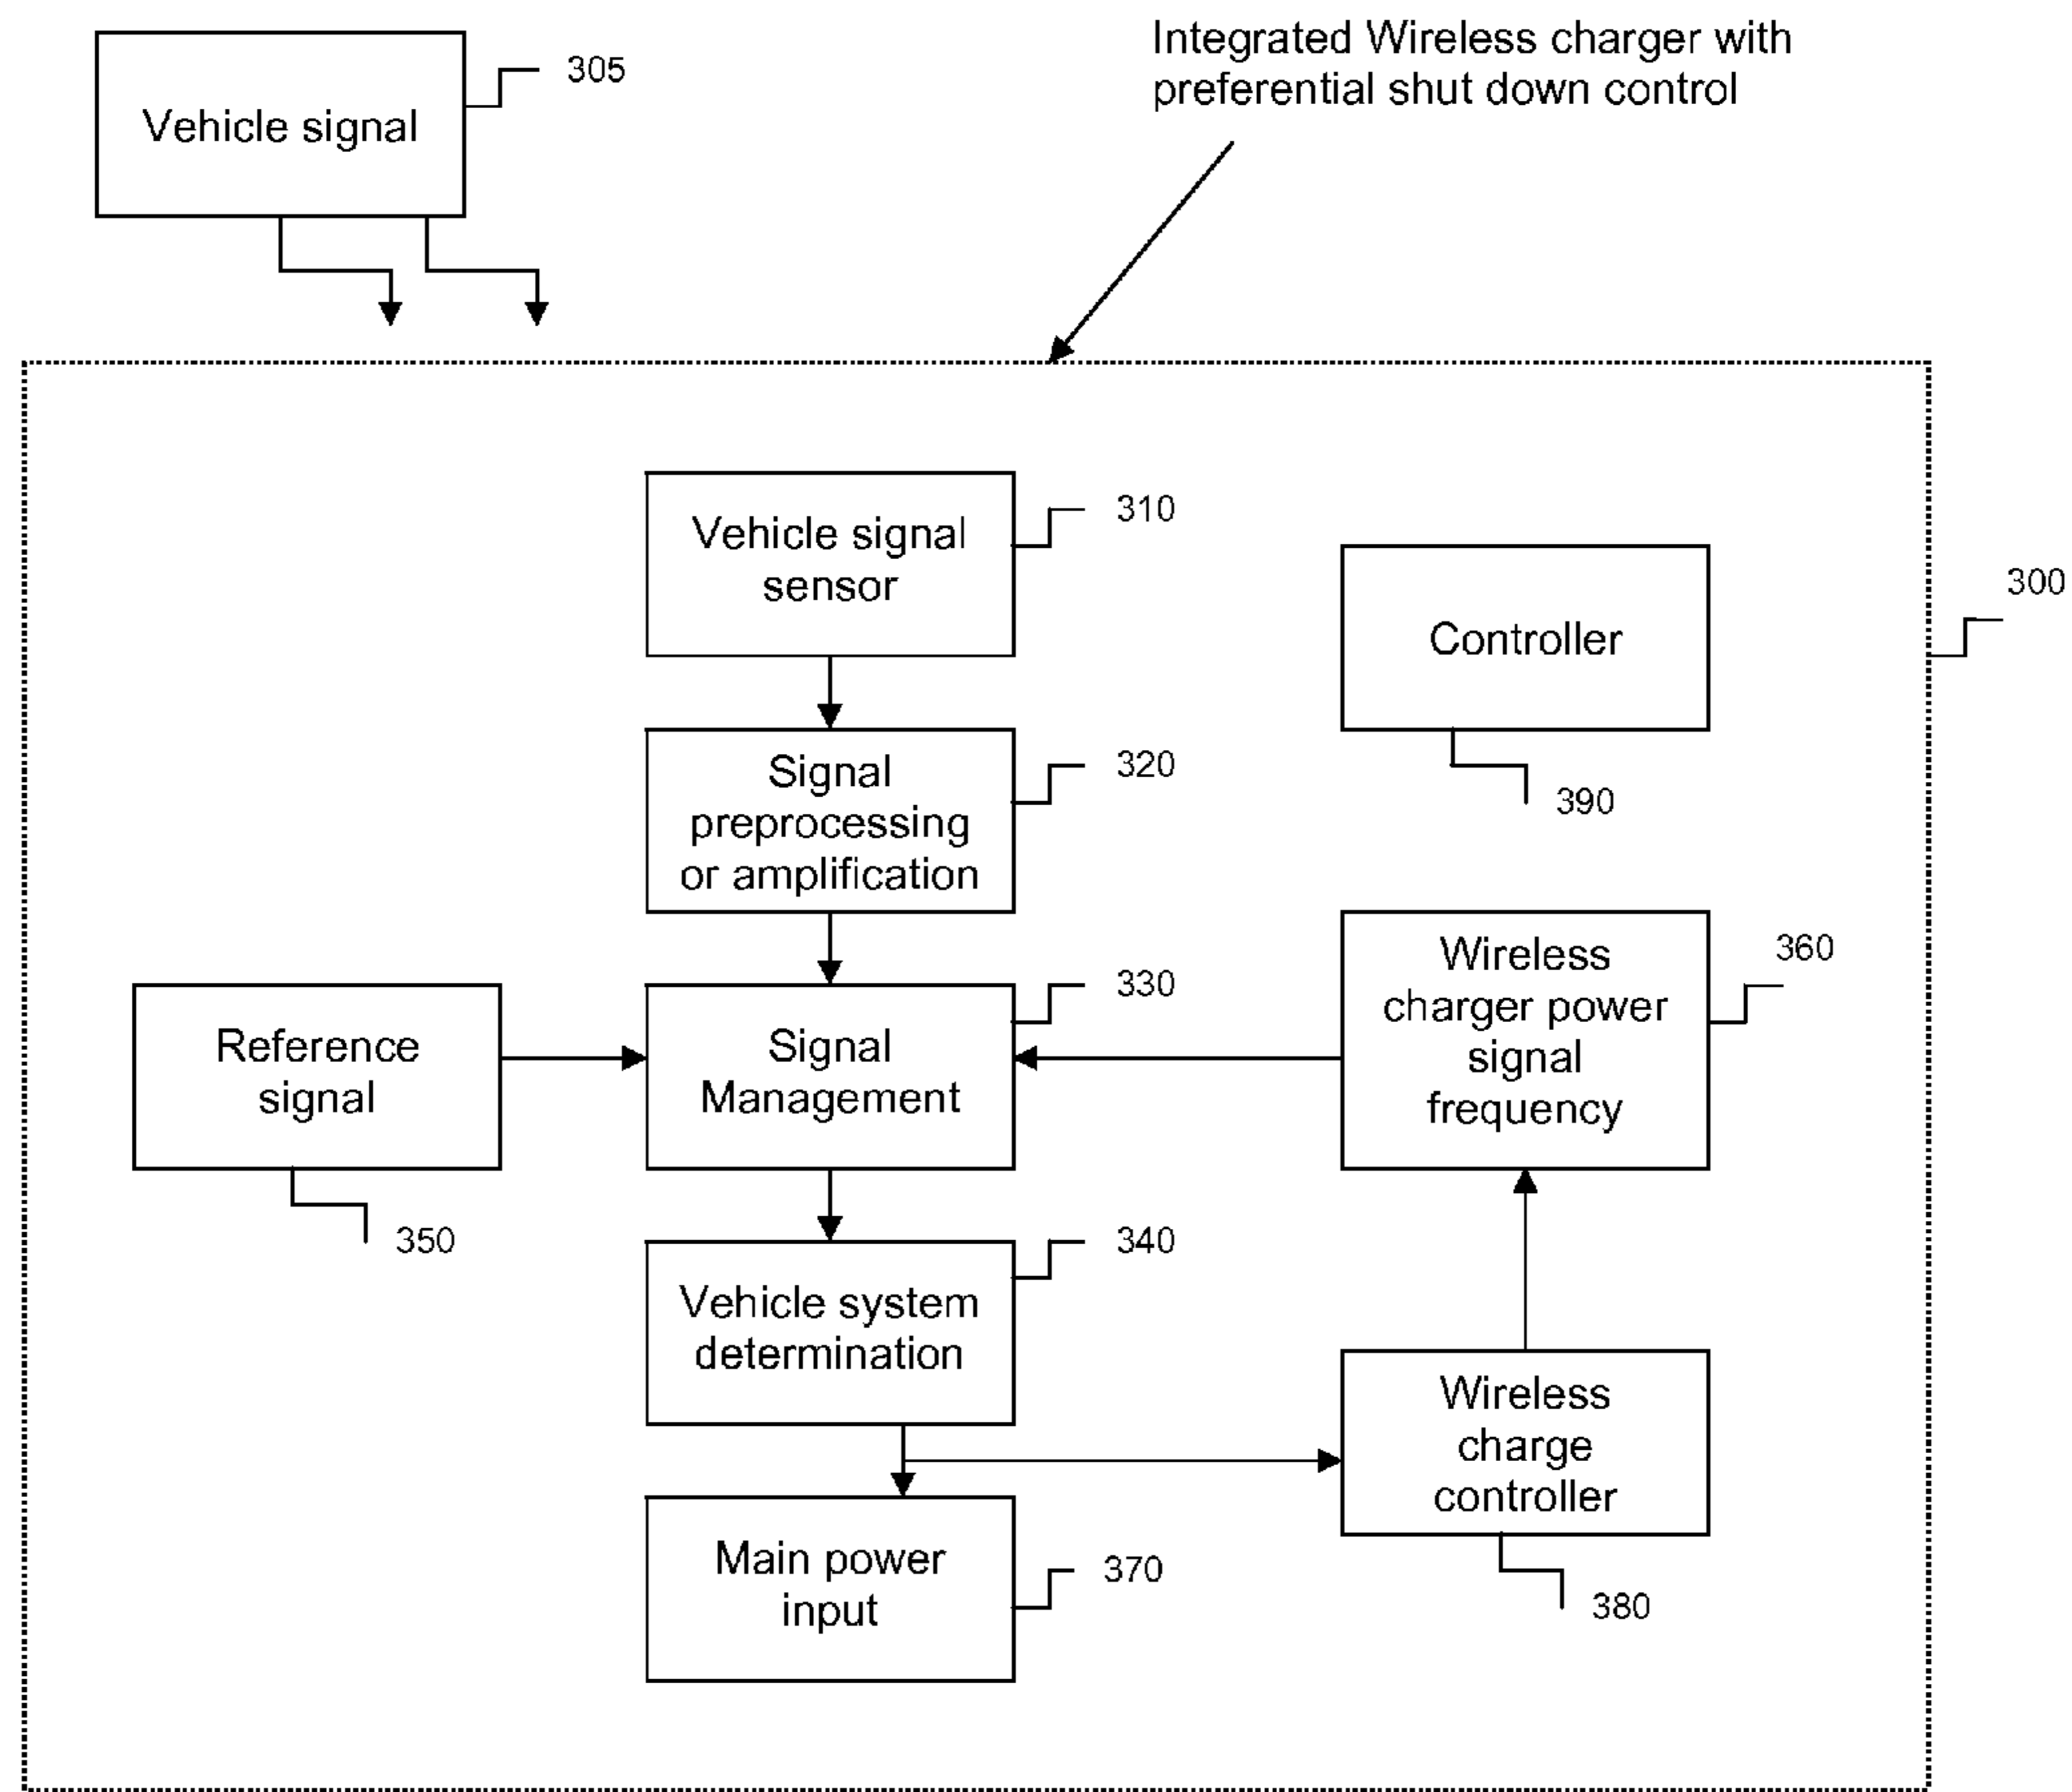 Integrated Wireless charger with
preferential shut down control
Vehicle signal
305
Vehicle signal
sensor
310
Controller
390
300
Signal
preprocessing
or amplification
320
Reference
signal
350
Signal
Management
330
Wireless
charger power
signal
frequency
360
Vehicle system
determination
340
Wireless
charge
controller
380
Main power
input
370